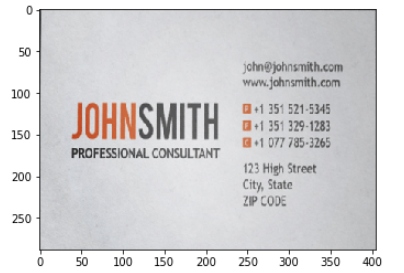 JOHNSMITH
PROFESSIONAL CONSULTANT
john@johnsmith.com
www.johnsmith.com
P +1 351 521-5345
F +1 351 329-1283
C +1 077 785-3265
123 High Street
City, State
ZIP CODE
0
50
100
150
200
250
0 50 100 150 200 250 300 350 400